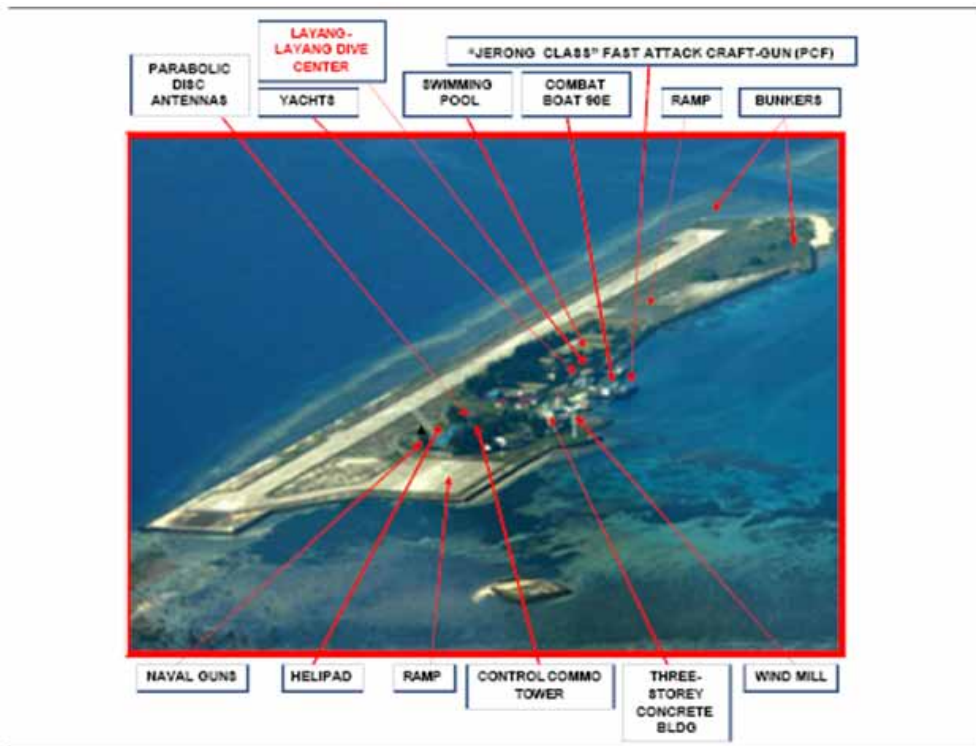 LAYANG-
LAYANG DIVE
CENTER
"JERONG CLASS" FAST ATTACK CRAFT-GUN (PCF)
PARABOLIC
DISC
ANTENNAS
YACHTS
SWIMMING
POOL
COMBAT
BOAT 90E
RAMP
BUNKERS
NAVAL GUNS
HELIPAD
RAMP
CONTROL COMMO
TOWER
THREE-
STOREY
CONCRETE
BLDG
WIND MILL